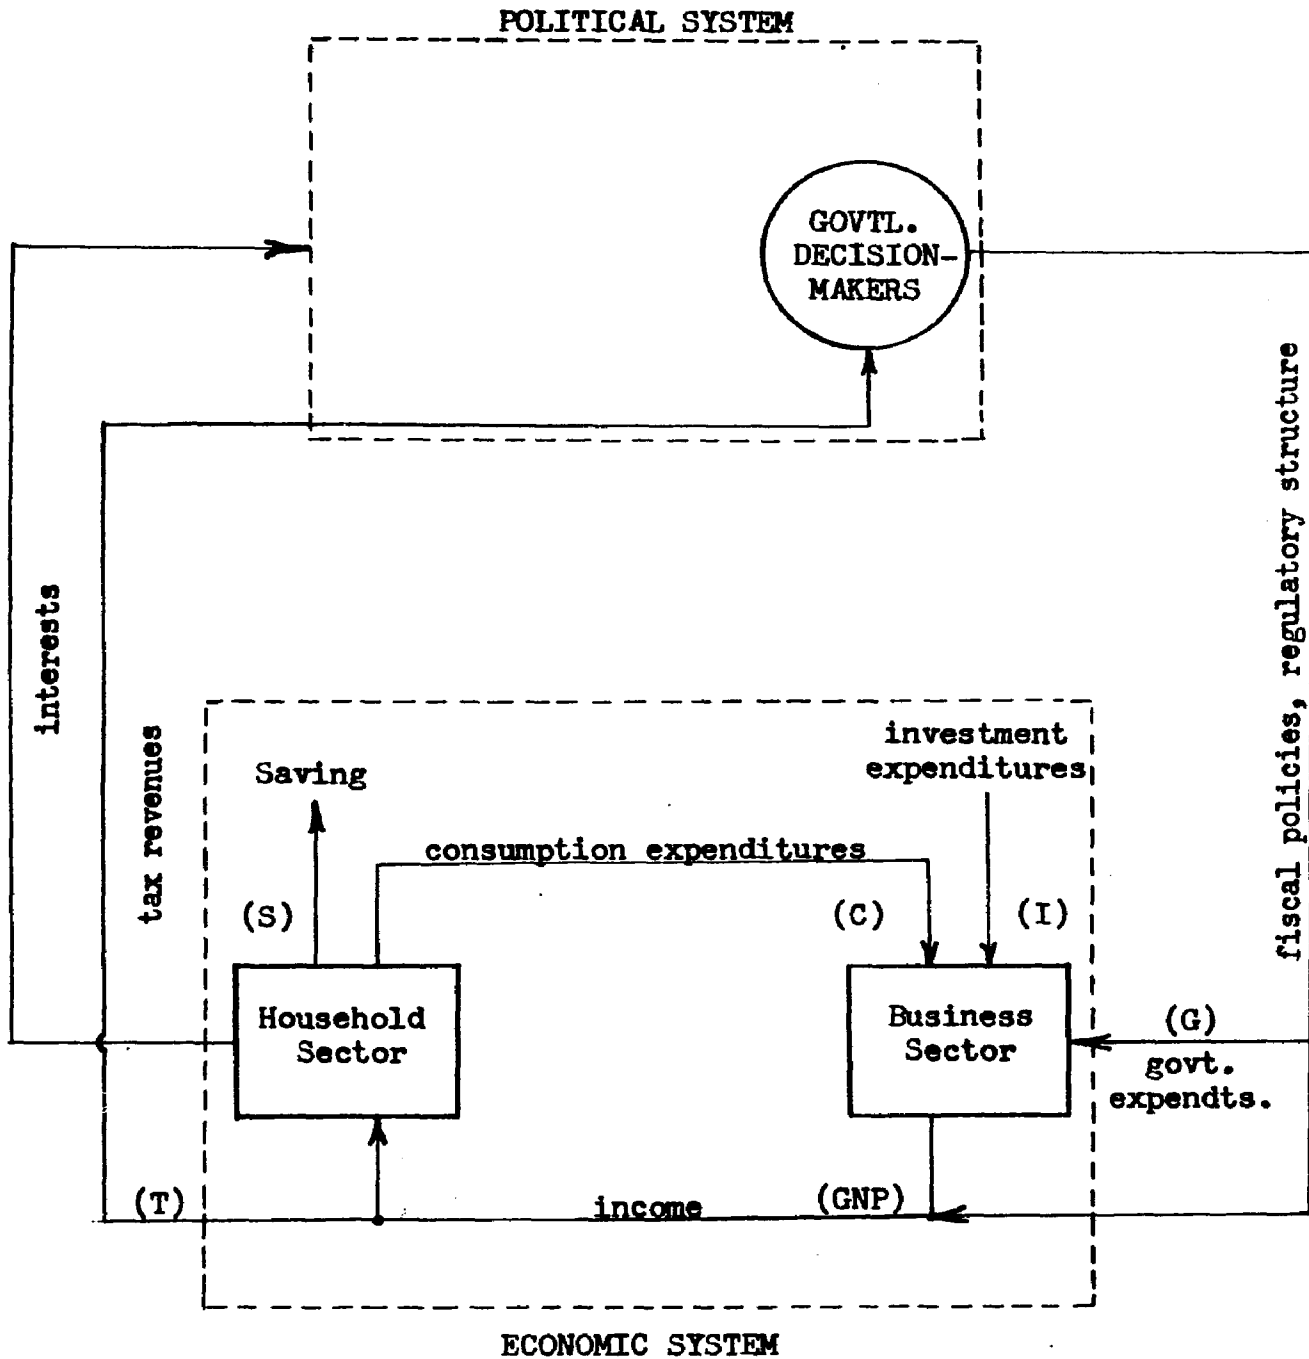 POLITICAL SYSTEM
GOVTL.
DECISION-
MAKERS
fiscal policies, regulatory structure
interests
tax revenues
investment
expenditures
Saving
consumption expenditures
(S)
(C)
(I)
Household
Sector
Business
Sector
(G)
govt.
expendts.
(T)
income
(GNP)
ECONOMIC SYSTEM